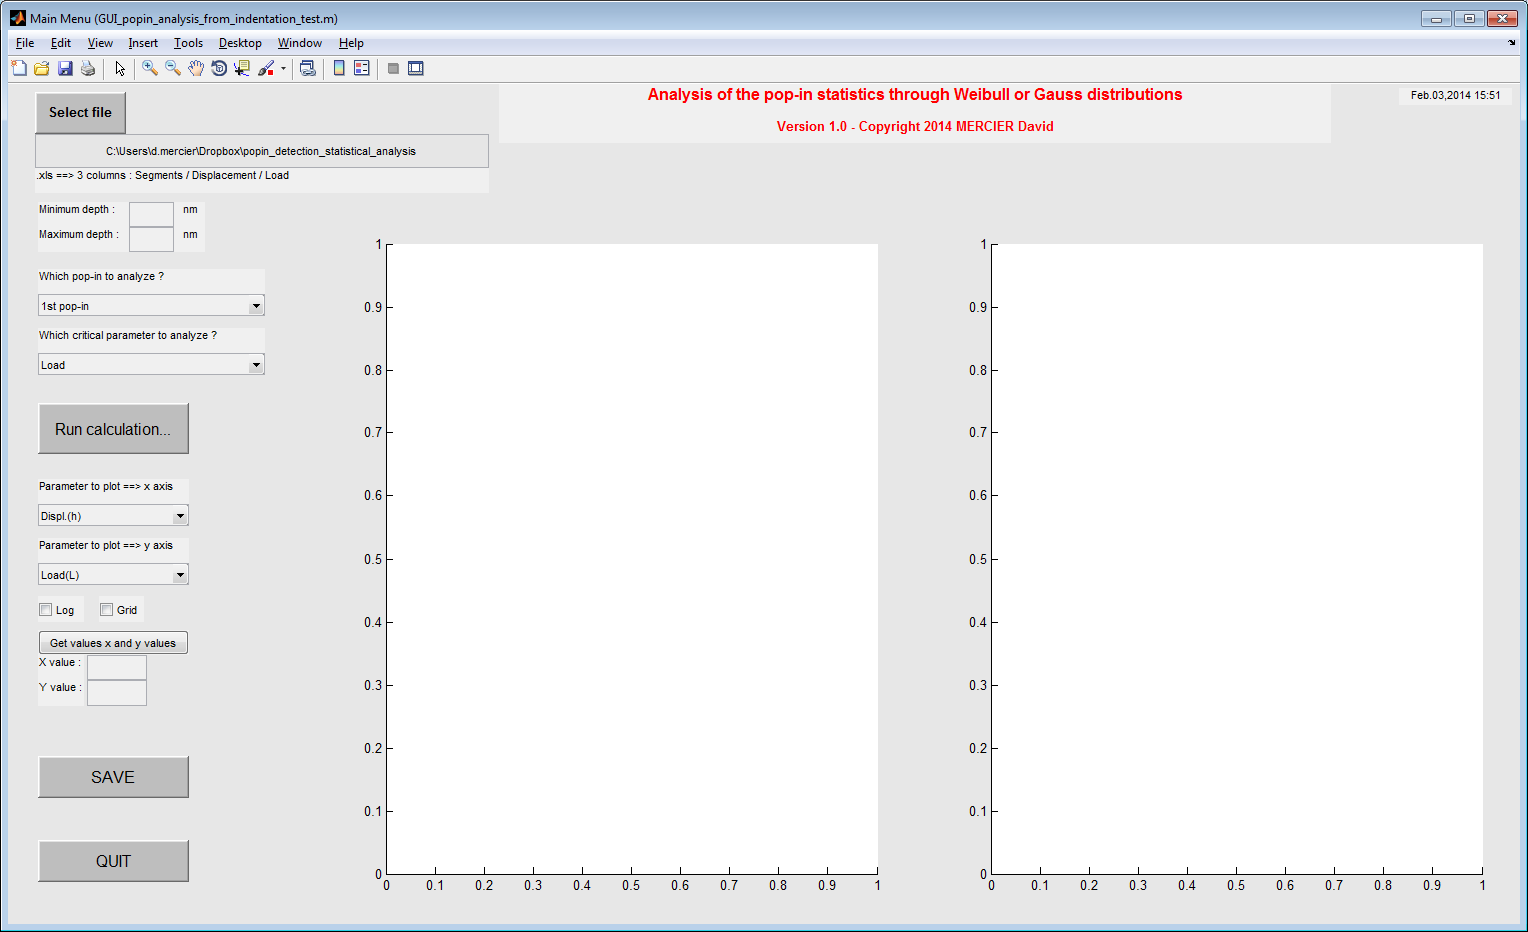 Main Menu (GUI_popin_analysis_from_indentation_test.m)
File Edit View Insert Tools Desktop Window Help
Analysis of the pop-in statistics through Weibull or Gauss distributions
Version 1.0 - Copyright 2014 MERCIER David
Feb.03,2014 15:51
Select file
C:\Users\d.mercier\Dropbox\popin_detection_statistical_analysis
.xls ==> 3 columns : Segments / Displacement / Load
Minimum depth : nm
Maximum depth : nm
Which pop-in to analyze ?
1st pop-in
Which critical parameter to analyze ?
Load
Run calculation...
Parameter to plot ==> x axis
Displ.(h)
Parameter to plot ==> y axis
Load(L)
Log Grid
Get values x and y values
X value :
Y value :
SAVE
QUIT
1
0.9
0.8
0.7
0.6
0.5
0.4
0.3
0.2
0.1
0
0 0.1 0.2 0.3 0.4 0.5 0.6 0.7 0.8 0.9 1
1
0.9
0.8
0.7
0.6
0.5
0.4
0.3
0.2
0.1
0
0 0.1 0.2 0.3 0.4 0.5 0.6 0.7 0.8 0.9 1